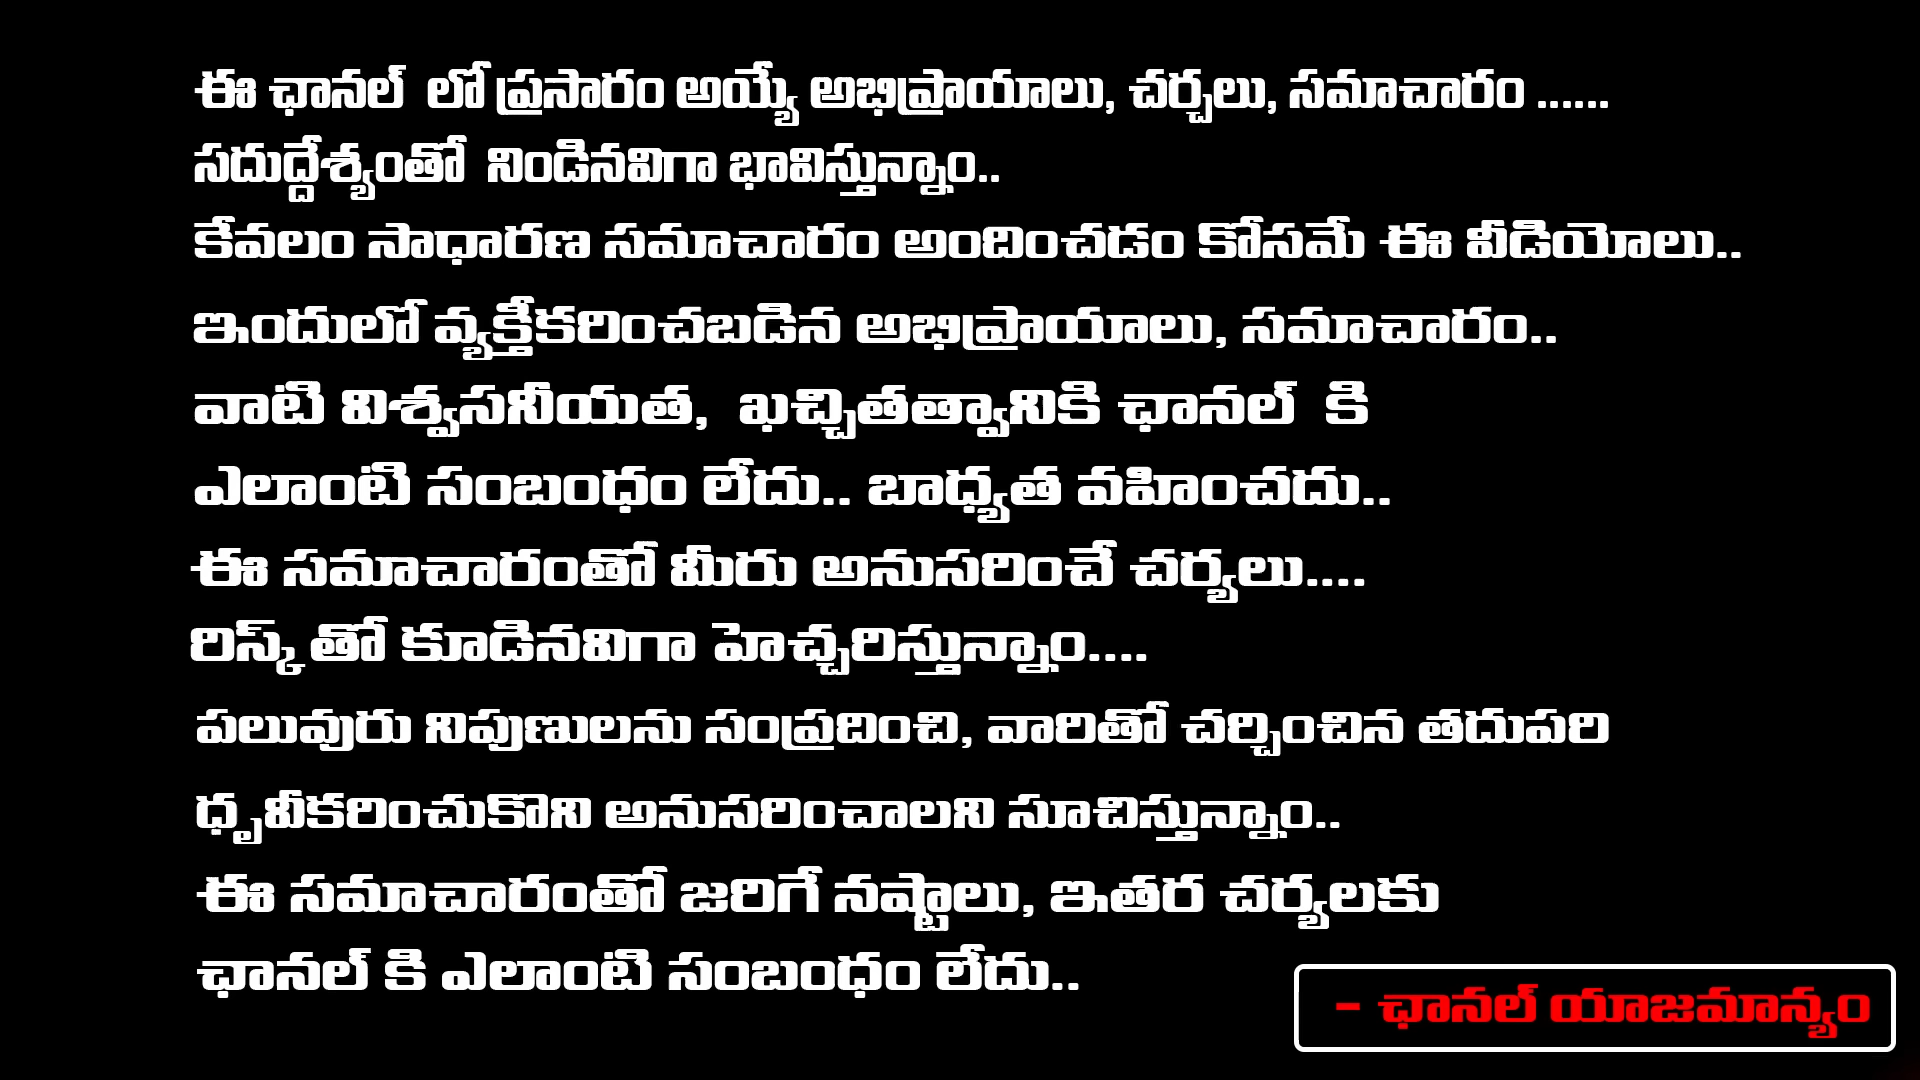 ఈ ఛానల్ లో ప్రసారం అయ్యే అభిప్రాయాలు, చర్చలు, సమాచారం ......
సదుద్దేశ్యంతో నిండినవిగా భావిస్తున్నాం..
కేవలం సాధారణ సమాచారం అందించడం కోసమే ఈ వీడియోలు..
ఇందులో వ్యక్తీకరించబడిన అభిప్రాయాలు, సమాచారం..
వాటి విశ్వసనీయత, ఖచ్చితత్వానికి ఛానల్ కి
ఎలాంటి సంబంధం లేదు.. బాధ్యత వహించదు..
ఈ సమాచారంతో మీరు అనుసరించే చర్యలు....
రిస్క్ తో కూడినవిగా హెచ్చరిస్తున్నాం....
పలువురు నిపుణులను సంప్రదించి, వారితో చర్చించిన తదుపరి
ధృవీకరించుకొని అనుసరించాలని సూచిస్తున్నాం..
ఈ సమాచారంతో జరిగే నష్టాలు, ఇతర చర్యలకు
ఛానల్ కి ఎలాంటి సంబంధం లేదు..
- ఛానల్ యాజమాన్యం